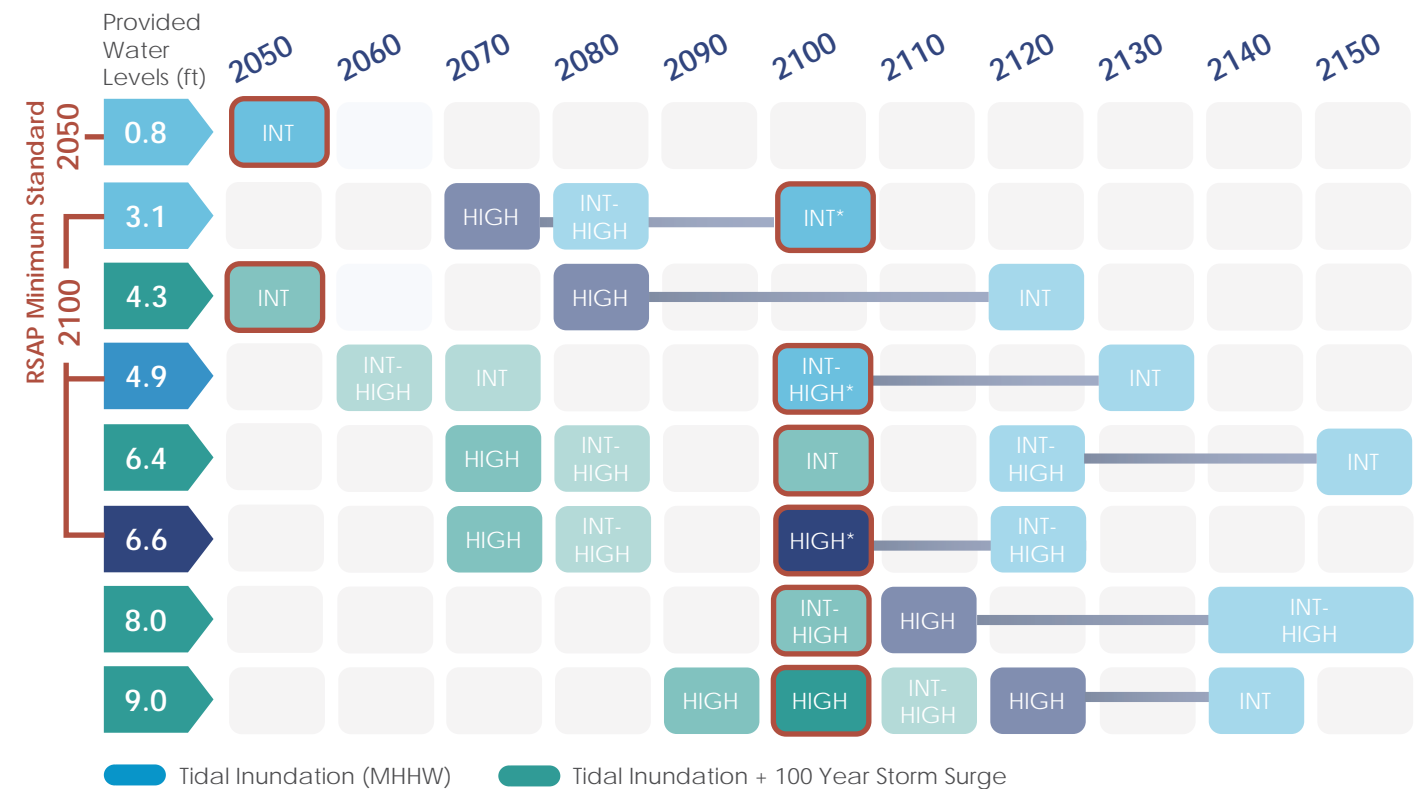 Provided
Water
Levels (ft)
2050 2060 2070 2080 2090 2100 2110 2120 2130 2140 2150
RSAP Minimum Standard
2050
2100
0.8 INT
3.1 HIGH INT-
HIGH INT*
4.3 INT HIGH INT
4.9 INT-
HIGH INT INT-
HIGH* INT
6.4 HIGH INT-
HIGH INT INT-
HIGH INT
6.6 HIGH INT-
HIGH HIGH* INT-
HIGH
8.0 INT-
HIGH HIGH INT-
HIGH
9.0 HIGH HIGH INT-
HIGH HIGH INT
Tidal Inundation (MHHW) Tidal Inundation + 100 Year Storm Surge